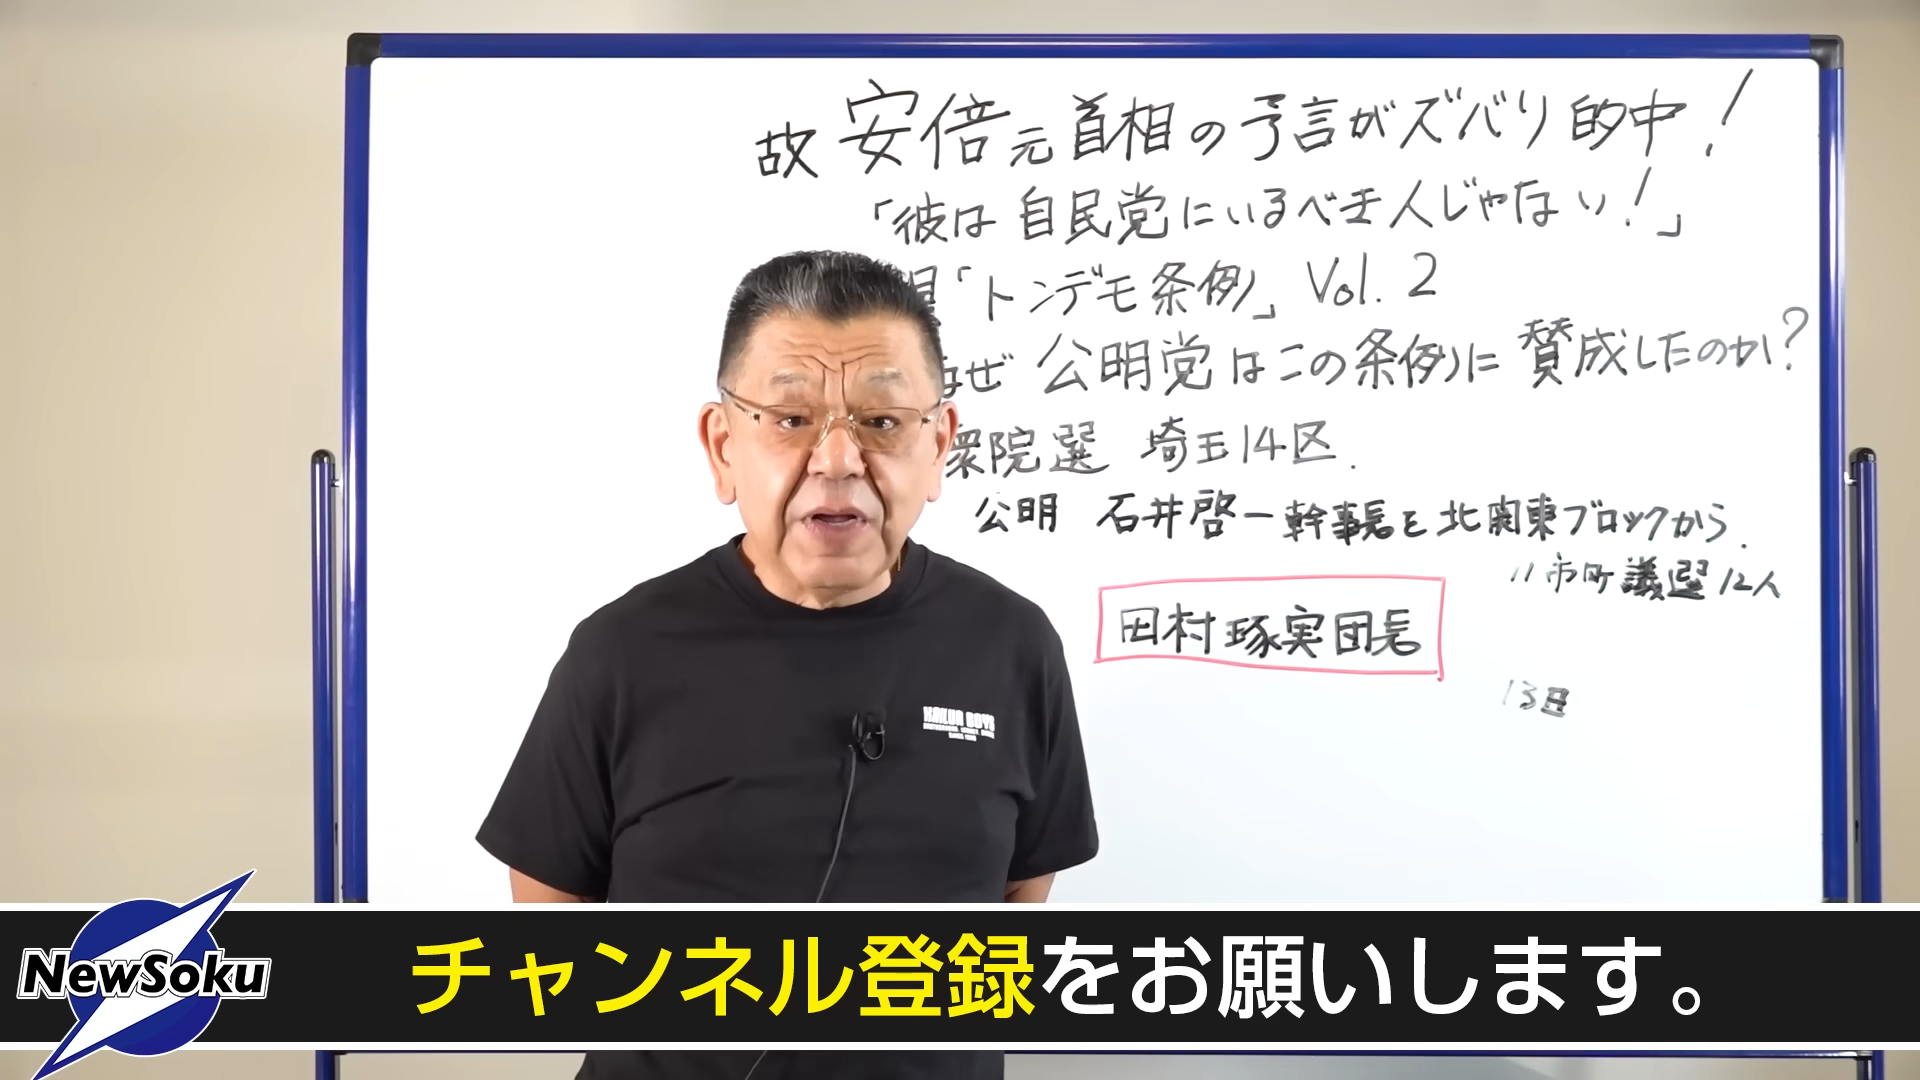 故 安倍元首相の予言がズバリ的中!
「彼は 自民党にいるべき人じゃない!」
県「トンデモ条例」 Vol. 2
なぜ 公明党はこの条例に 賛成したのか?
衆院選 埼玉14区.
公明 石井啓一幹事長を北関東ブロックから.
〃市町議選12人
田村琢実団長
13日
NewSoku
チャンネル登録をお願いします。